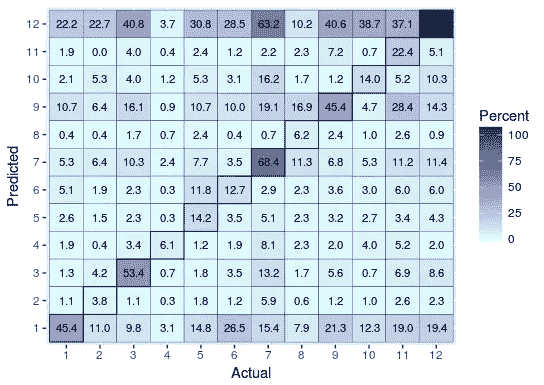 12 22.2 22.7 40.8 3.7 30.8 28.5 63.2 10.2 40.6 38.7 37.1
11 1.9 0.0 4.0 0.4 2.4 1.2 2.2 2.3 7.2 0.7 22.4 5.1
10 2.1 5.3 4.0 1.2 5.3 3.1 16.2 1.7 1.2 14.0 5.2 10.3
9 10.7 6.4 16.1 0.9 10.7 10.0 19.1 16.9 45.4 4.7 28.4 14.3
8 0.4 0.4 1.7 0.7 2.4 0.4 0.7 6.2 2.4 1.0 2.6 0.9
7 5.3 6.4 10.3 2.4 7.7 3.5 68.4 11.3 6.8 5.3 11.2 11.4
6 5.1 1.9 2.3 0.3 11.8 12.7 2.9 2.3 3.6 3.0 6.0 6.0
5 2.6 1.5 2.3 0.3 14.2 3.5 5.1 2.3 3.2 2.7 3.4 4.3
4 1.9 0.4 3.4 6.1 1.2 1.9 8.1 2.3 2.0 4.0 5.2 2.0
3 1.3 4.2 53.4 0.7 1.8 3.5 13.2 1.7 5.6 0.7 6.9 8.6
2 1.1 3.8 1.1 0.3 1.8 1.2 5.9 0.6 1.2 1.0 2.6 2.3
1 45.4 11.0 9.8 3.1 14.8 26.5 15.4 7.9 21.3 12.3 19.0 19.4
1 2 3 4 5 6 7 8 9 10 11 12
Actual
Predicted
Percent
100
75
50
25
0